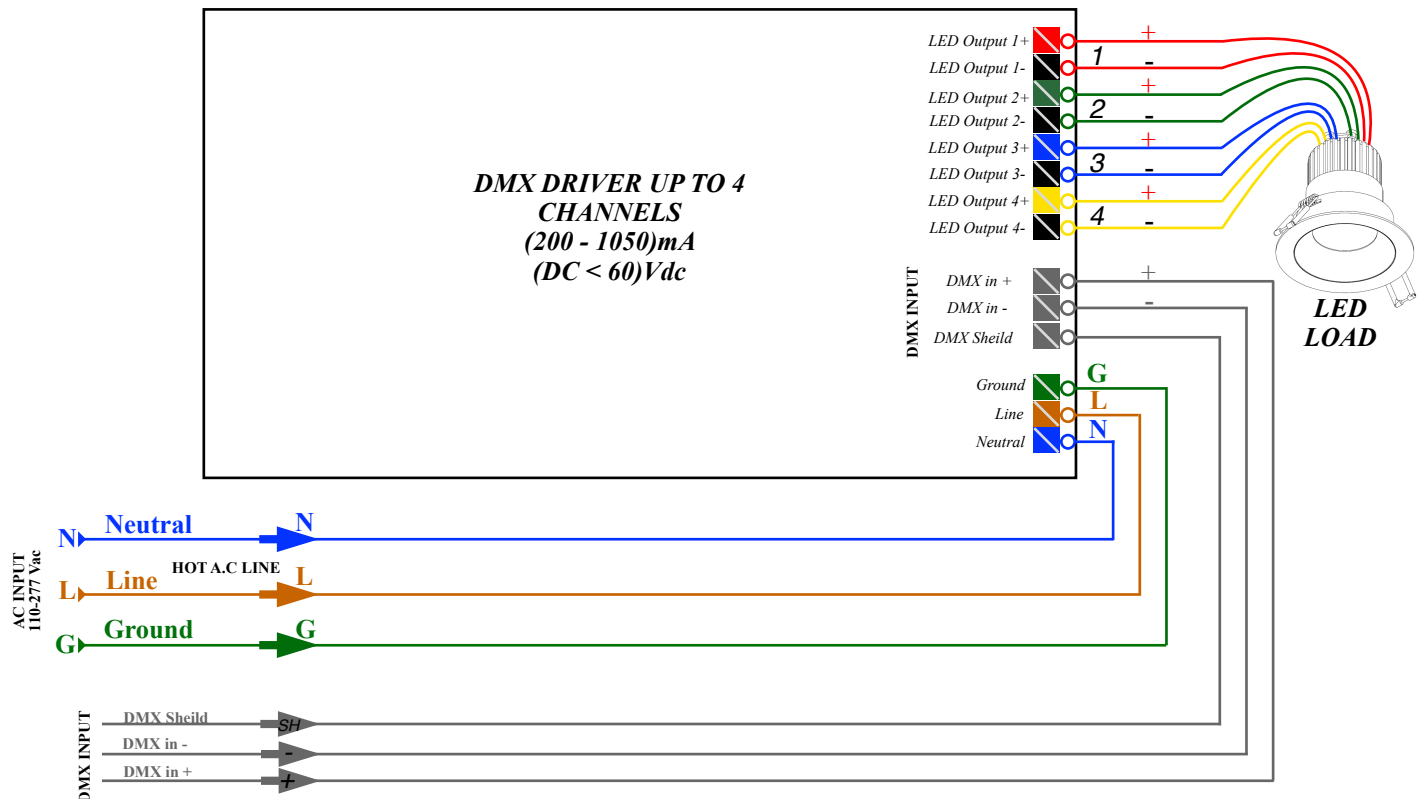 DMX DRIVER UP TO 4
CHANNELS
(200 - 1050)mA
(DC < 60)Vdc
LED Output 1+
LED Output 1-
LED Output 2+
LED Output 2-
LED Output 3+
LED Output 3-
LED Output 4+
LED Output 4-
+
1 -
+
2 -
+
3 -
+
4 -
LED
LOAD
DMX INPUT
DMX in + +
DMX in - -
DMX Sheild
Ground G
Line L
Neutral N
AC INPUT
110-277 Vac
N Neutral N
HOT A.C LINE
L Line L
G Ground G
DMX INPUT
DMX Sheild SH
DMX in - -
DMX in + +